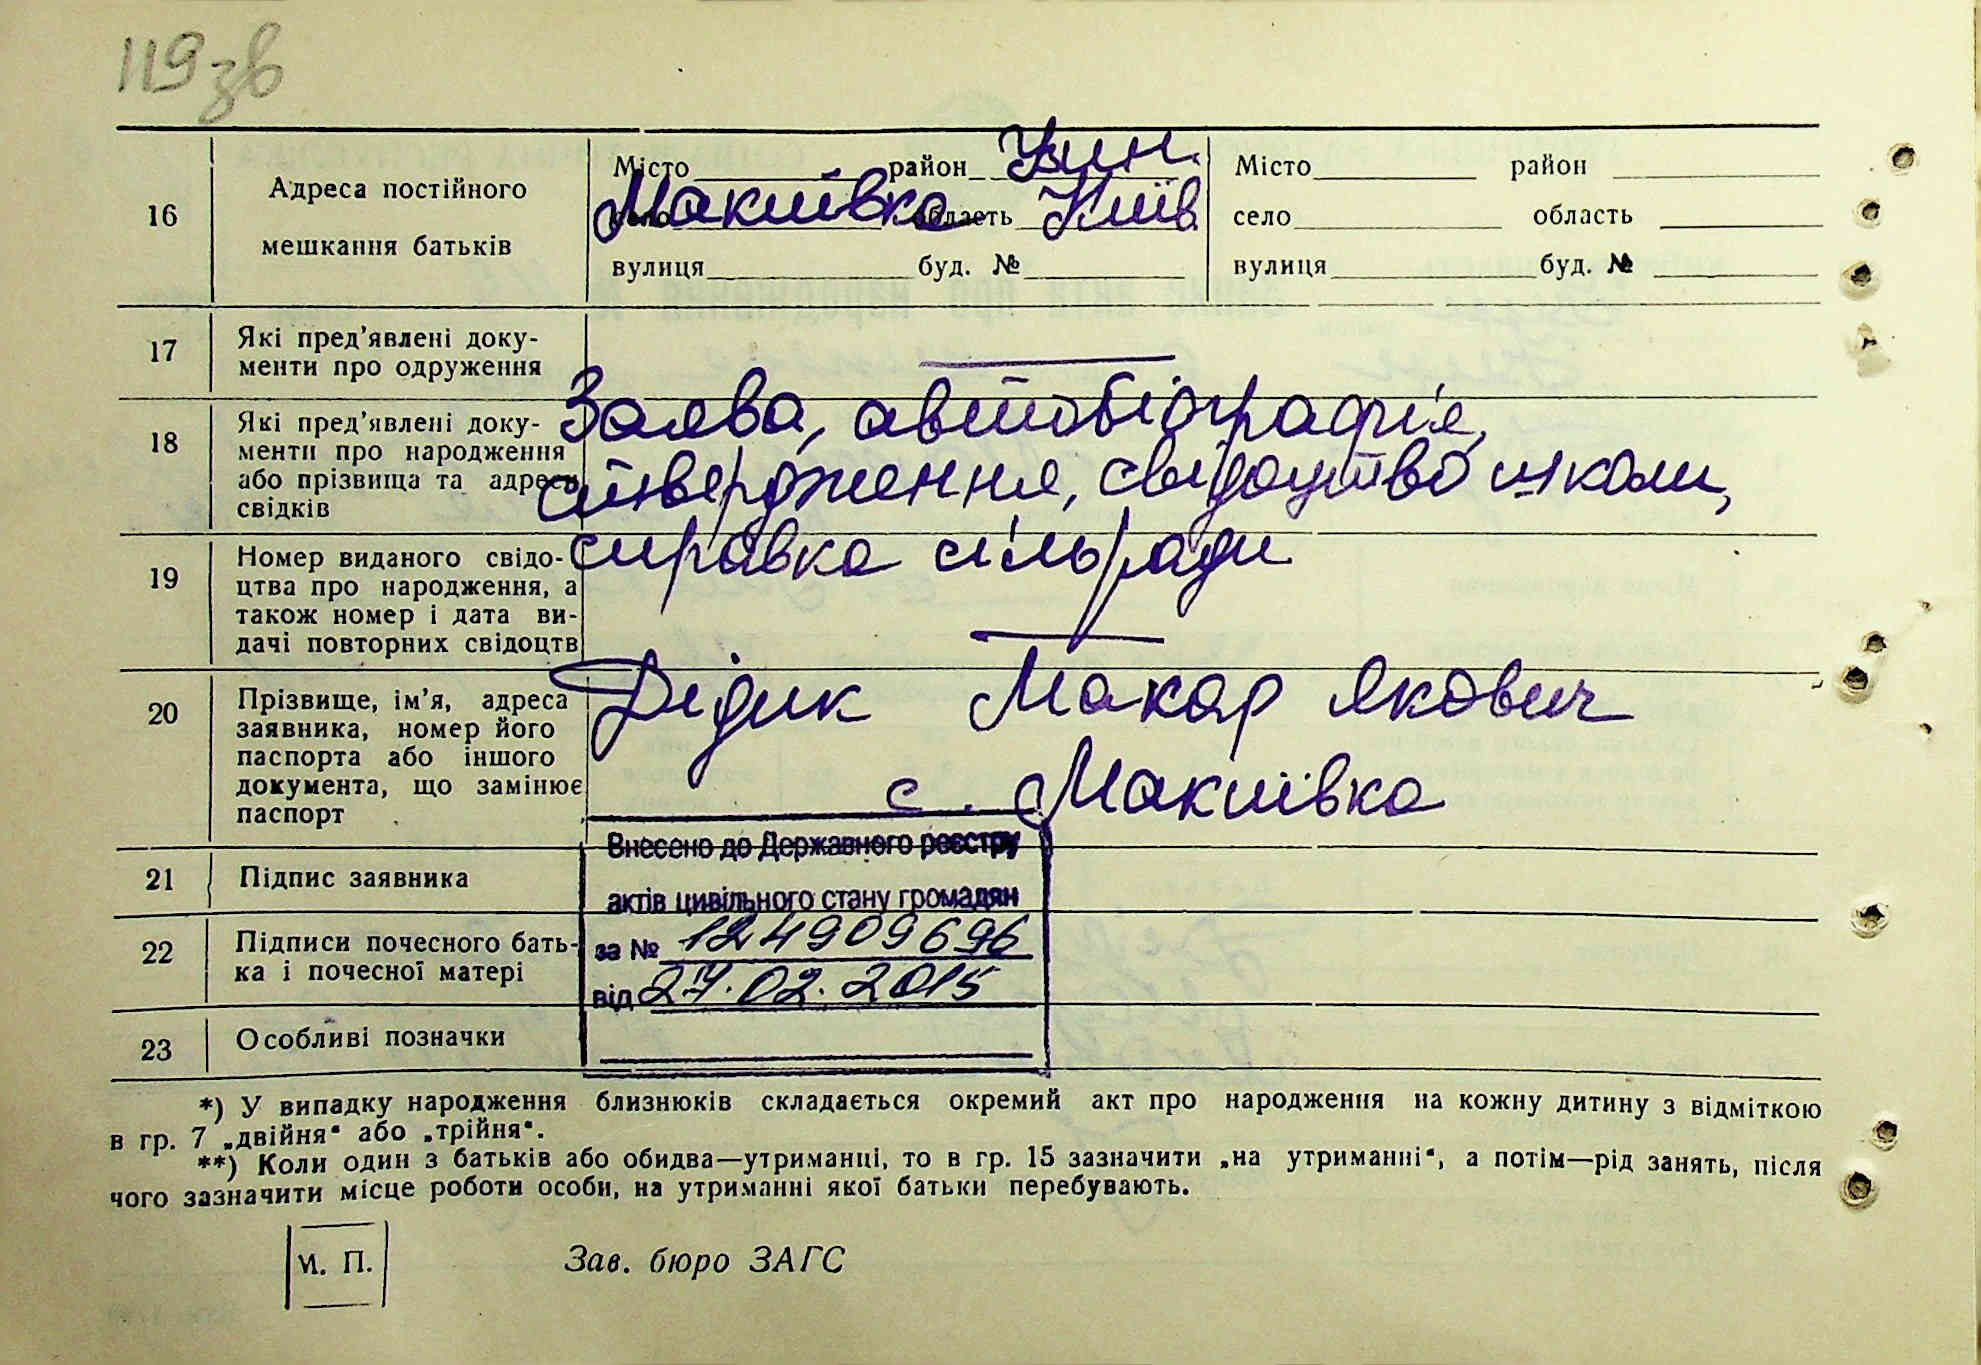 119зв
16
Адреса постійного
мешкання батьків
Місто район
село Макиївка область Київ
вулиця буд. №
Місто район
село область
вулиця буд. №
17
Які пред’явлені доку-
менти про одруження
18
Які пред’явлені доку-
менти про народження
або прізвища та адреси
свідків
Заява, автобіографія,
ствердження, свідоцтво школи,
справка сільради
19
Номер виданого свідо-
цтва про народження, а
також номер і дата ви-
дачі повторних свідоцтв
20
Прізвище, ім’я, адреса
заявника, номер його
паспорта або іншого
документа, що замінює
паспорт
Дідик Макар Якович
с. Макиївка
21
Підпис заявника
22
Підписи почесного бать-
ка і почесної матері
23
Особливі позначки
Внесено до Державного реєстру
актів цивільного стану громадян
за № 124909696
від 27.02.2015
*) У випадку народження близнюків складається окремий акт про народження на кожну дитину з відміткою
в гр. 7 „двійня“ або „трійня“.
**) Коли один з батьків або обидва—утриманці, то в гр. 15 зазначити „на утриманні“, а потім—рід занять, після
чого зазначити місце роботи особи, на утриманні якої батьки перебувають.
М. П.
Зав. бюро ЗАГС